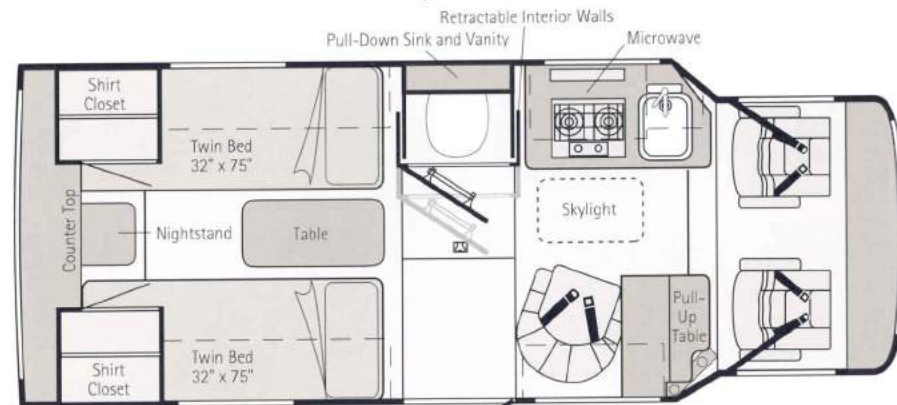 Retractable Interior Walls
Pull-Down Sink and Vanity
Microwave
Shirt
Closet
Twin Bed
32" x 75"
Counter Top
Nightstand
Table
Skylight
Pull-
Up
Table
Twin Bed
32" x 75"
Shirt
Closet